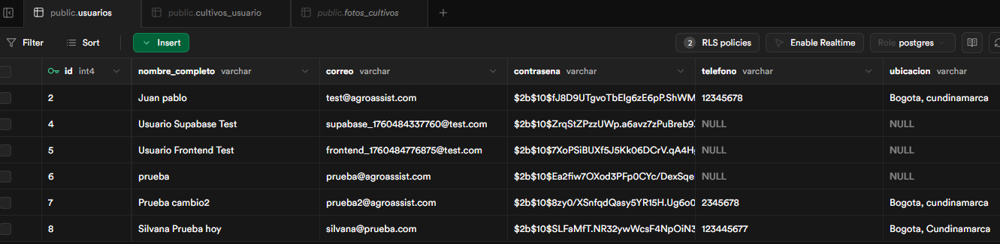 public.usuarios public.cultivos_usuario public.fotos_cultivos
Filter Sort Insert 2 RLS policies Enable Realtime Role postgres
id int4 nombre_completo varchar correo varchar contrasena varchar telefono varchar ubicacion varchar
2 Juan pablo test@agroassist.com $2b$10$fJ8D9UTgvoTbElg6zE6pP.ShWM 12345678 Bogota, cundinamarca
4 Usuario Supabase Test supabase_1760484337760@test.com $2b$10$ZrqStZPzzUWp.a6avz7zPuBreb9 NULL NULL
5 Usuario Frontend Test frontend_1760484776875@test.com $2b$10$7XoPSiBUXf5J5Kk06DCrV.qA4H NULL NULL
6 prueba prueba@agroassist.com $2b$10$Ea2fiw7OXod3PFp0CYc/DexSqe NULL NULL
7 Prueba cambio2 prueba2@agroassist.com $2b$10$8zy0/XSnfqdQasy5YR15H.Ug6o0 2345678 Bogota, cundinamarca
8 Silvana Prueba hoy silvana@prueba.com $2b$10$SLFaMfT.NR32ywWcsF4NpOiN3 123445677 Bogota, Cundinamarca